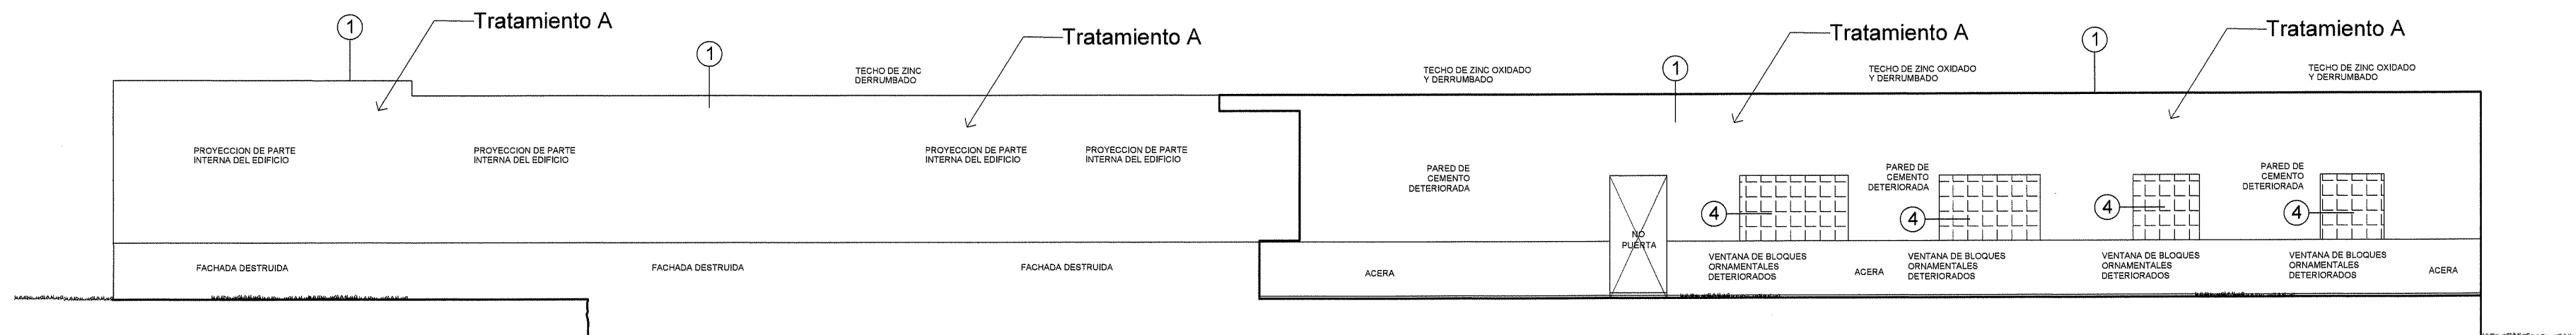 1
Tratamiento A
1
Tratamiento A
1
Tratamiento A
1
Tratamiento A
TECHO DE ZINC
DERRUMBADO
TECHO DE ZINC OXIDADO
Y DERRUMBADO
TECHO DE ZINC OXIDADO
Y DERRUMBADO
TECHO DE ZINC OXIDADO
Y DERRUMBADO
PROYECCION DE PARTE
INTERNA DEL EDIFICIO
PROYECCION DE PARTE
INTERNA DEL EDIFICIO
PROYECCION DE PARTE
INTERNA DEL EDIFICIO
PROYECCION DE PARTE
INTERNA DEL EDIFICIO
PARED DE
CEMENTO
DETERIORADA
PARED DE
CEMENTO
DETERIORADA
PARED DE
CEMENTO
DETERIORADA
4
4
4
4
NO
PUERTA
FACHADA DESTRUIDA
FACHADA DESTRUIDA
FACHADA DESTRUIDA
ACERA
VENTANA DE BLOQUES
ORNAMENTALES
DETERIORADOS
ACERA
VENTANA DE BLOQUES
ORNAMENTALES
DETERIORADOS
VENTANA DE BLOQUES
ORNAMENTALES
DETERIORADOS
VENTANA DE BLOQUES
ORNAMENTALES
DETERIORADOS
ACERA